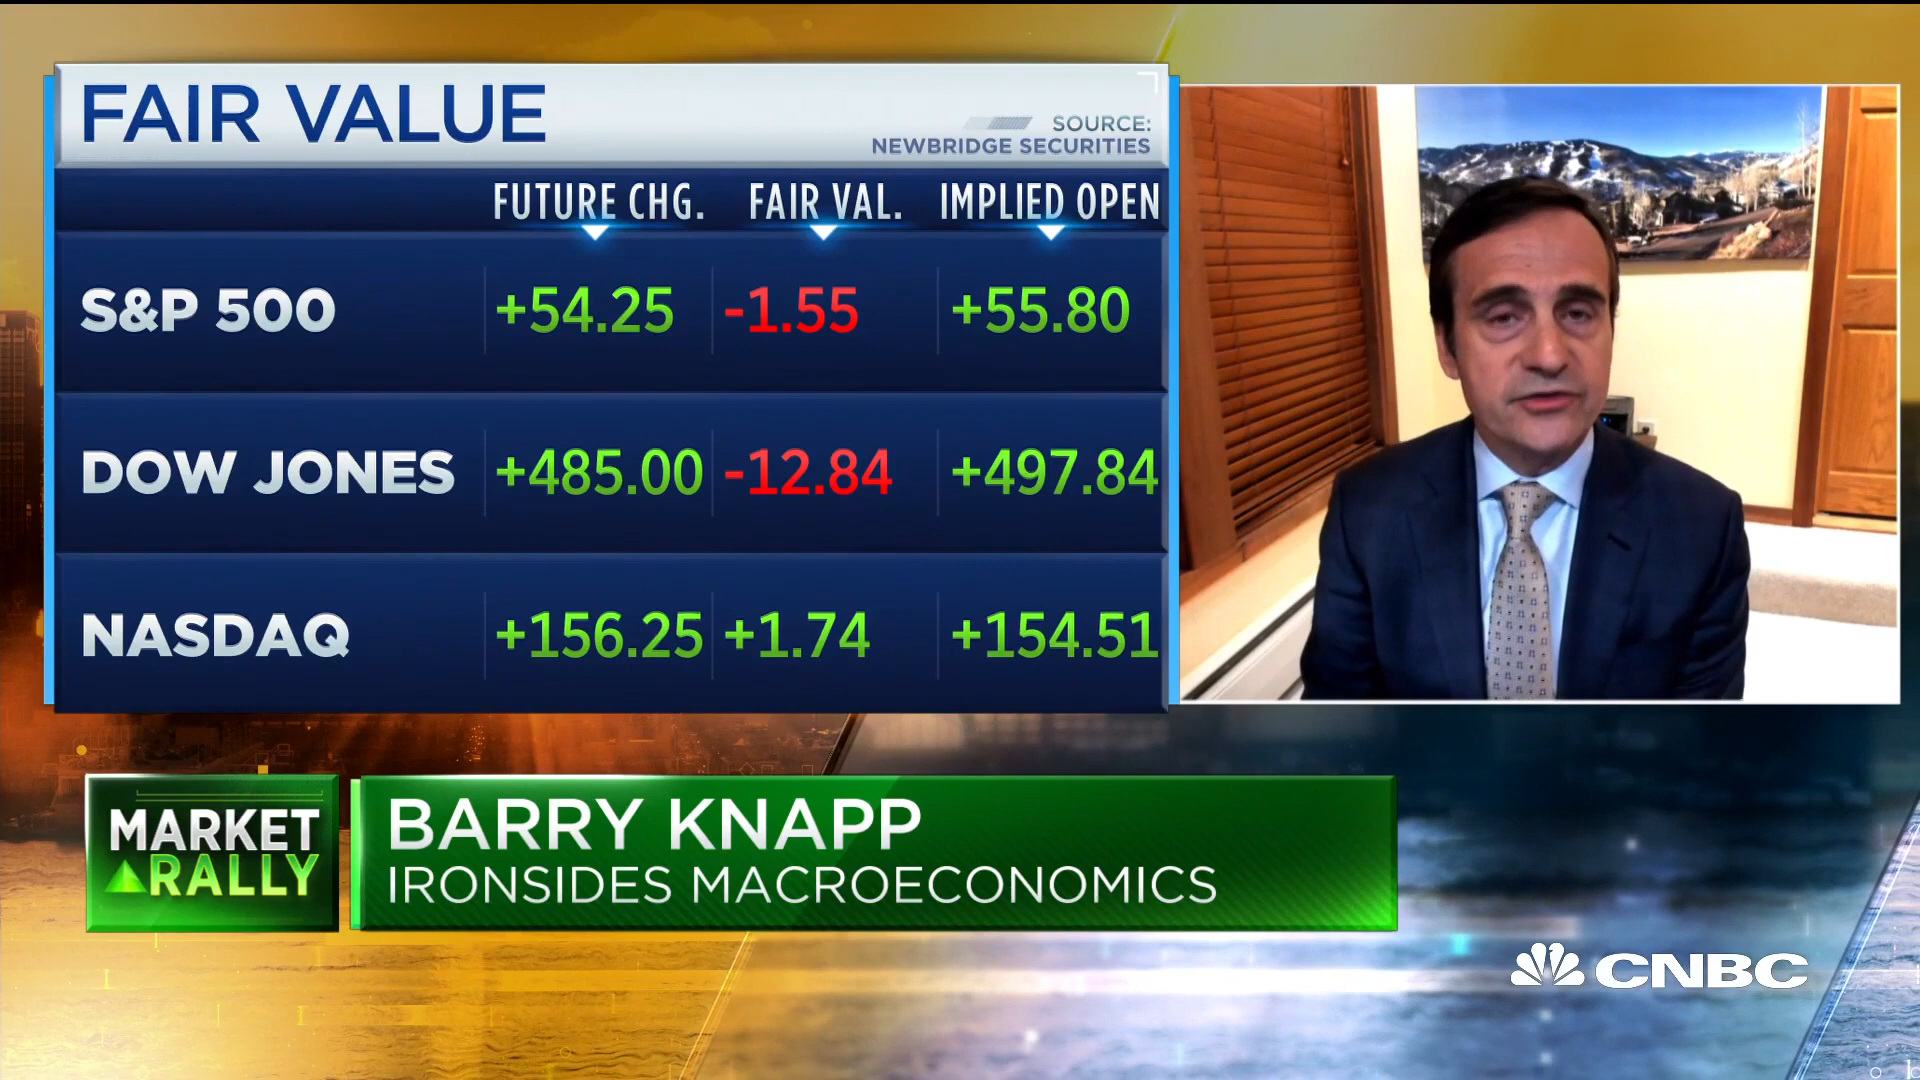 FAIR VALUE
SOURCE:
NEWBRIDGE SECURITIES
FUTURE CHG. FAIR VAL. IMPLIED OPEN
S&P 500 +54.25 -1.55 +55.80
DOW JONES +485.00 -12.84 +497.84
NASDAQ +156.25 +1.74 +154.51
MARKET
RALLY
BARRY KNAPP
IRONSIDES MACROECONOMICS
CNBC